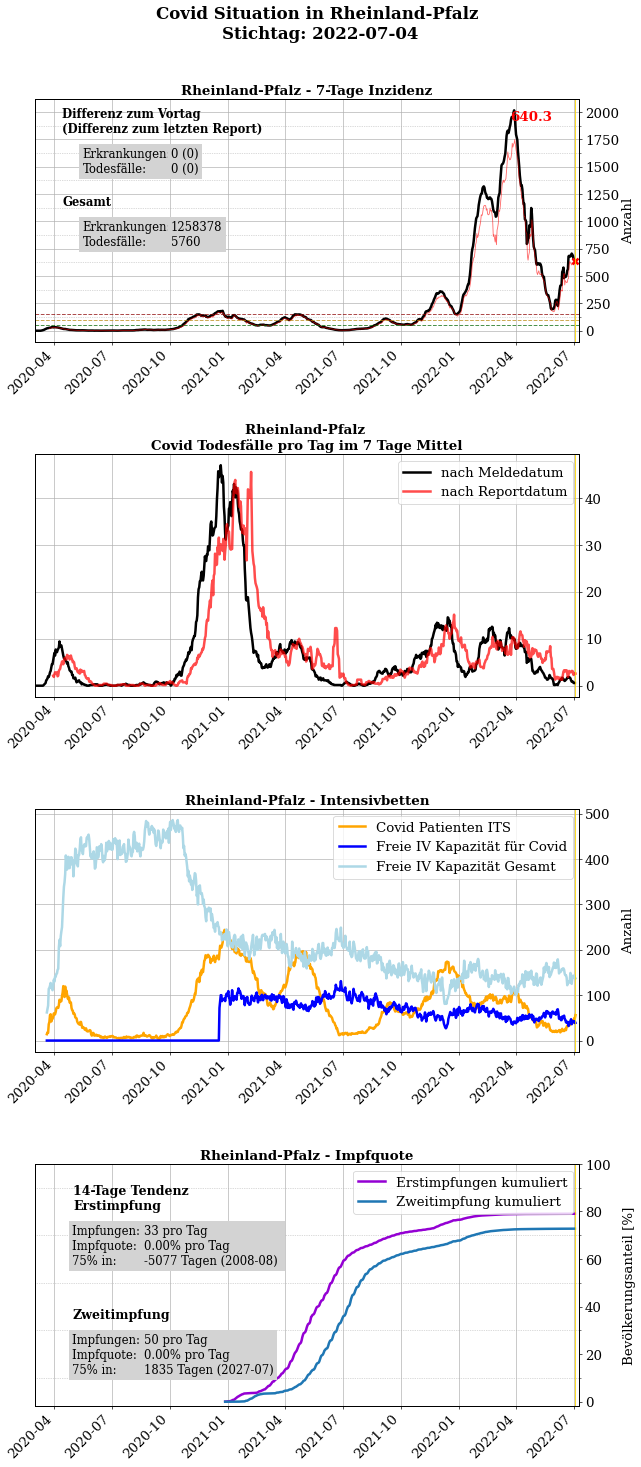 Covid Situation in Rheinland-Pfalz
Stichtag: 2022-07-04
Rheinland-Pfalz - 7-Tage Inzidenz
Differenz zum Vortag
(Differenz zum letzten Report)
Erkrankungen 0 (0)
Todesfälle: 0 (0)
Gesamt
Erkrankungen 1258378
Todesfälle: 5760
640.3
2000
1750
1500
1250
1000
750
500
250
0
Anzahl
2020-04 2020-07 2020-10 2021-01 2021-04 2021-07 2021-10 2022-01 2022-04 2022-07
Rheinland-Pfalz
Covid Todesfälle pro Tag im 7 Tage Mittel
nach Meldedatum
nach Reportdatum
40
30
20
10
0
2020-04 2020-07 2020-10 2021-01 2021-04 2021-07 2021-10 2022-01 2022-04 2022-07
Rheinland-Pfalz - Intensivbetten
Covid Patienten ITS
Freie IV Kapazität für Covid
Freie IV Kapazität Gesamt
500
400
300
200
100
0
Anzahl
2020-04 2020-07 2020-10 2021-01 2021-04 2021-07 2021-10 2022-01 2022-04 2022-07
Rheinland-Pfalz - Impfquote
14-Tage Tendenz
Erstimpfung
Impfungen: 33 pro Tag
Impfquote: 0.00% pro Tag
75% in: -5077 Tagen (2008-08)
Zweitimpfung
Impfungen: 50 pro Tag
Impfquote: 0.00% pro Tag
75% in: 1835 Tagen (2027-07)
Erstimpfungen kumuliert
Zweitimpfung kumuliert
100
80
60
40
20
0
Bevölkerungsanteil [%]
2020-04 2020-07 2020-10 2021-01 2021-04 2021-07 2021-10 2022-01 2022-04 2022-07